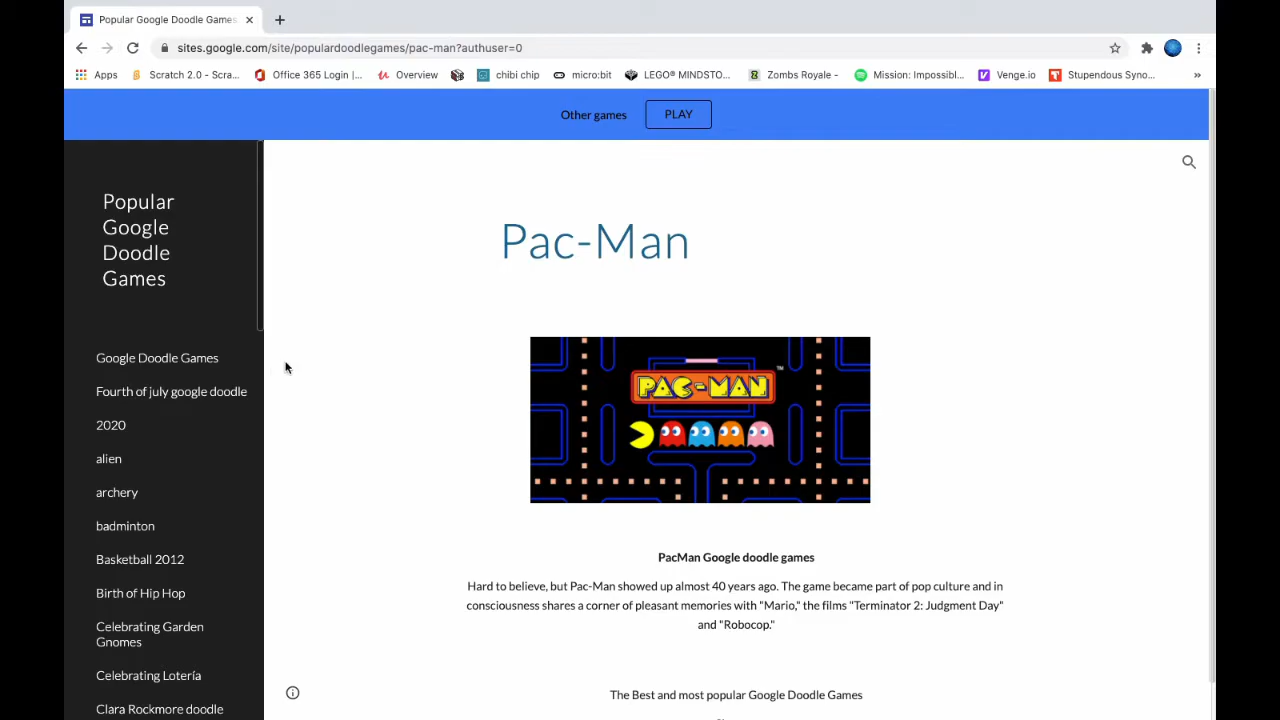 Popular Google Doodle Games
sites.google.com/site/populardoodlegames/pac-man?authuser=0
Apps
Scratch 2.0 - Scra...
Office 365 Login |...
Overview
chibi chip
micro:bit
LEGO® MINDSTO...
Zombs Royale -
Mission: Impossibl...
Venge.io
Stupendous Syno...
»
Other games
PLAY
Popular
Google
Doodle
Games
Google Doodle Games
Fourth of july google doodle
2020
alien
archery
badminton
Basketball 2012
Birth of Hip Hop
Celebrating Garden
Gnomes
Celebrating Lotería
Clara Rockmore doodle
Pac-Man
PAC-MAN™
PacMan Google doodle games
Hard to believe, but Pac-Man showed up almost 40 years ago. The game became part of pop culture and in
consciousness shares a corner of pleasant memories with "Mario," the films "Terminator 2: Judgment Day"
and "Robocop."
The Best and most popular Google Doodle Games